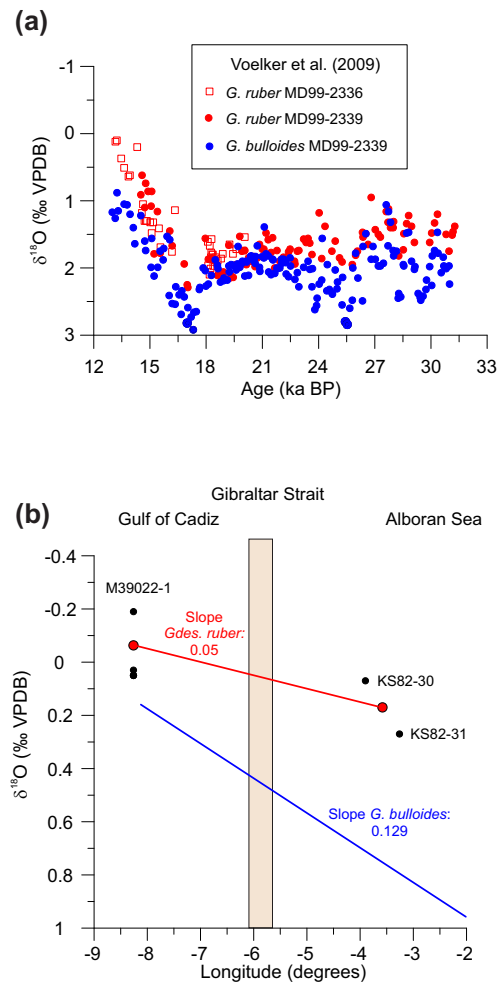 (a)
-1
0
1
2
3
δ18O (‰ VPDB)
Voelker et al. (2009)
G. ruber MD99-2336
G. ruber MD99-2339
G. bulloides MD99-2339
12 15 18 21 24 27 30 33
Age (ka BP)
(b)
Gibraltar Strait
Gulf of Cadiz Alboran Sea
-0.4
-0.2
0
0.2
0.4
0.6
0.8
1
δ18O (‰ VPDB)
M39022-1
Slope
Gdes. ruber:
0.05
KS82-30
KS82-31
Slope G. bulloides:
0.129
-9 -8 -7 -6 -5 -4 -3 -2
Longitude (degrees)